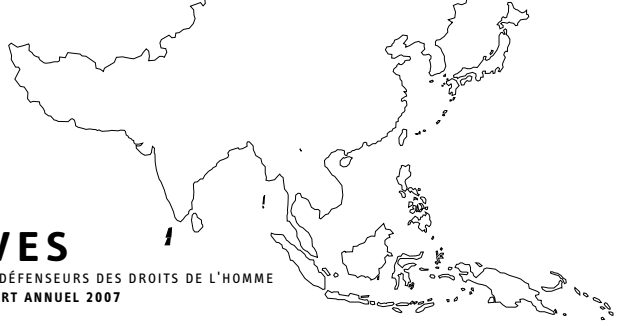 VES
DÉFENSEURS DES DROITS DE L'HOMME
RT ANNUEL 2007